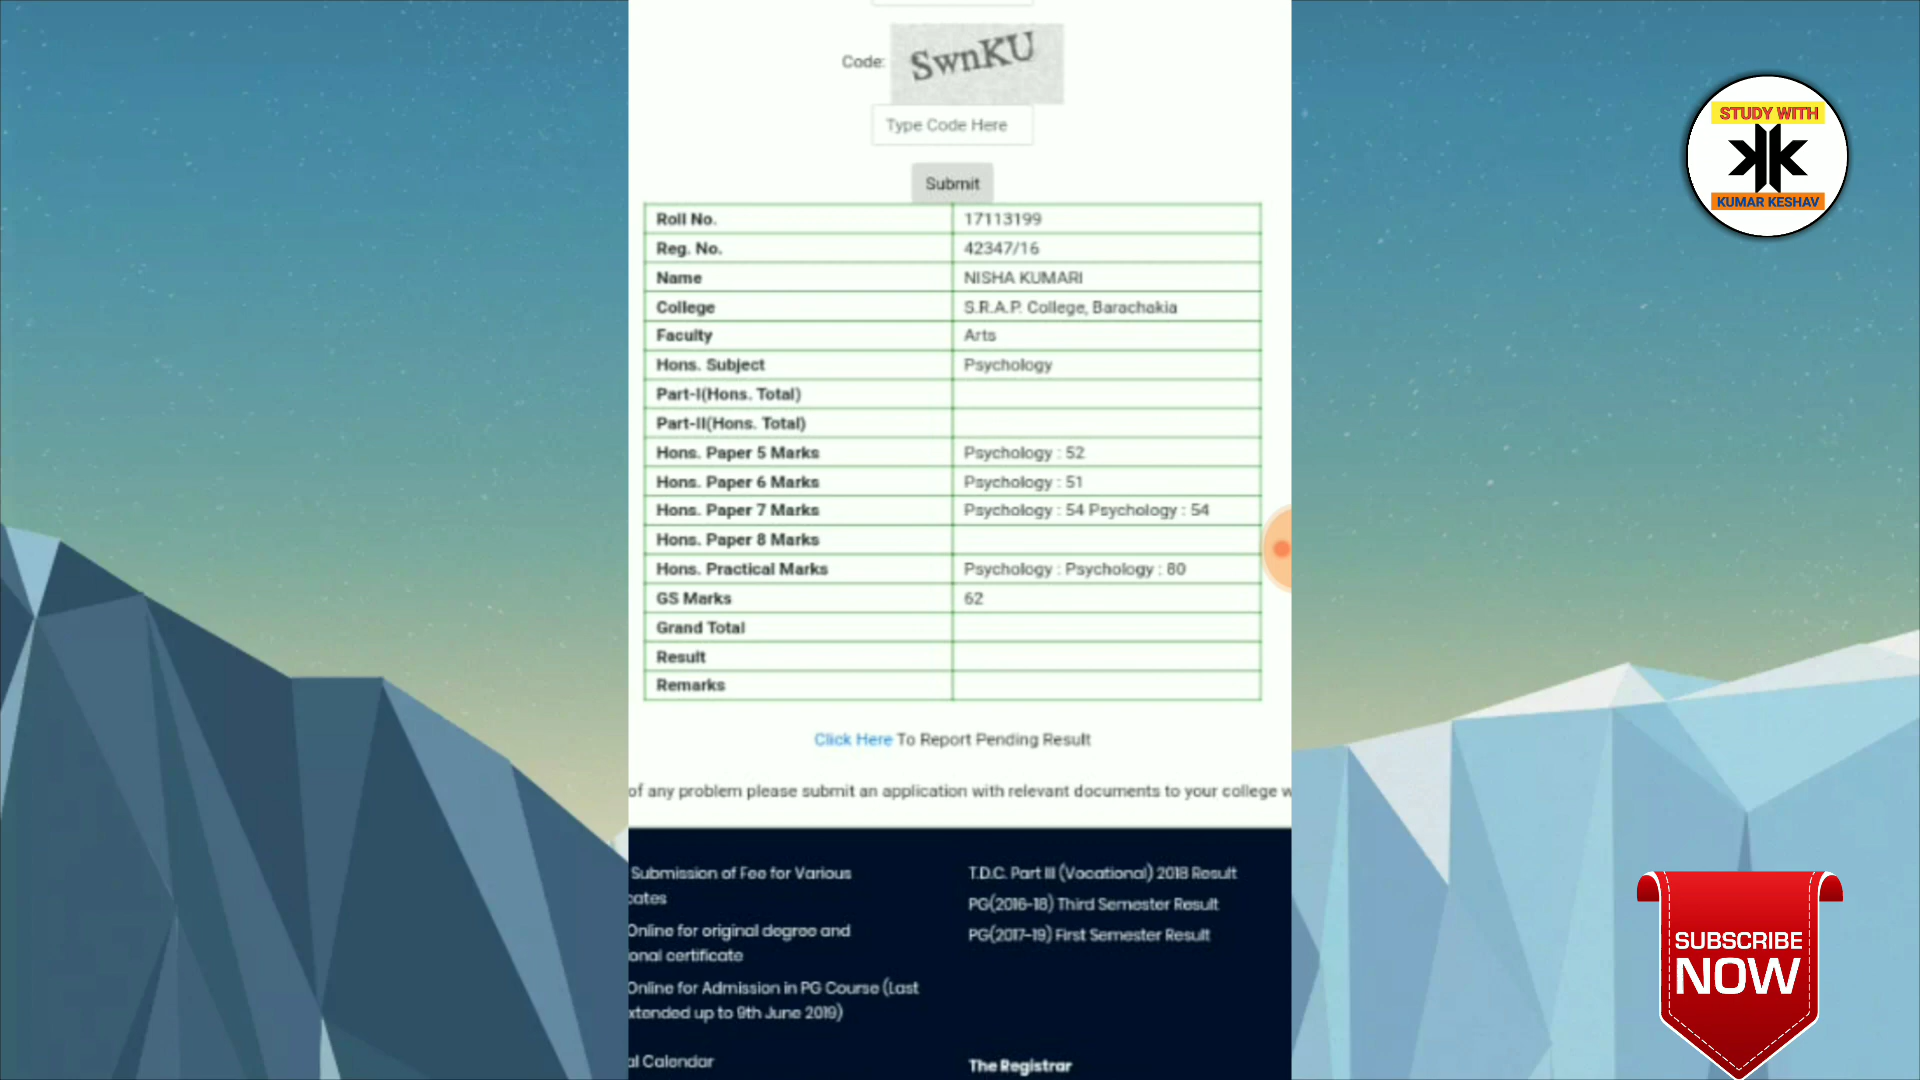 Code: SwnKU
Type Code Here
Submit
Roll No. 17113199
Reg. No. 42347/16
Name NISHA KUMARI
College S.R.A.P. College, Barachakia
Faculty Arts
Hons. Subject Psychology
Part-I(Hons. Total)
Part-II(Hons. Total)
Hons. Paper 5 Marks Psychology : 52
Hons. Paper 6 Marks Psychology : 51
Hons. Paper 7 Marks Psychology : 54 Psychology : 54
Hons. Paper 8 Marks
Hons. Practical Marks Psychology : Psychology : 80
GS Marks 62
Grand Total
Result
Remarks
Click Here To Report Pending Result
of any problem please submit an application with relevant documents to your college w
Submission of Fee for Various
cates
Online for original degree and
onal certificate
Online for Admission in PG Course (Last
xtended up to 9th June 2019)
al Calendar
T.D.C. Part III (Vocational) 2018 Result
PG(2016-18) Third Semester Result
PG(2017-19) First Semester Result
The Registrar
STUDY WITH
KK
KUMAR KESHAV
SUBSCRIBE
NOW